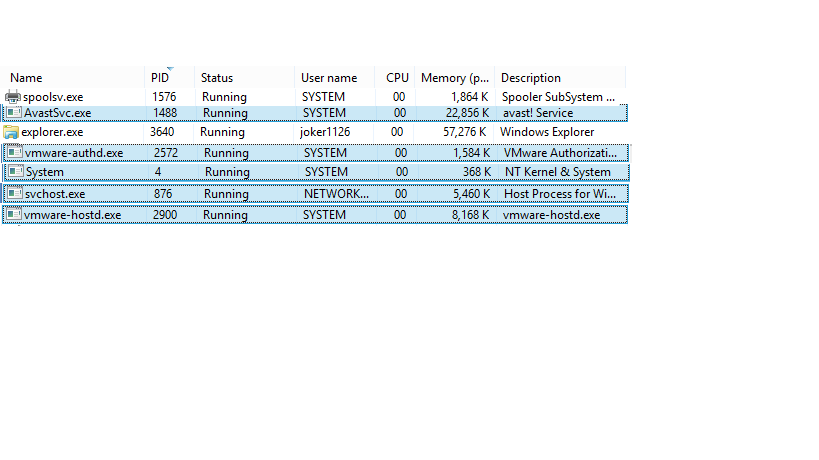 Name PID Status User name CPU Memory (p... Description
spoolsv.exe 1576 Running SYSTEM 00 1,864 K Spooler SubSystem ...
AvastSvc.exe 1488 Running SYSTEM 00 22,856 K avast! Service
explorer.exe 3640 Running joker1126 00 57,276 K Windows Explorer
vmware-authd.exe 2572 Running SYSTEM 00 1,584 K VMware Authorizati...
System 4 Running SYSTEM 00 368 K NT Kernel & System
svchost.exe 876 Running NETWORK... 00 5,460 K Host Process for Wi...
vmware-hostd.exe 2900 Running SYSTEM 00 8,168 K vmware-hostd.exe